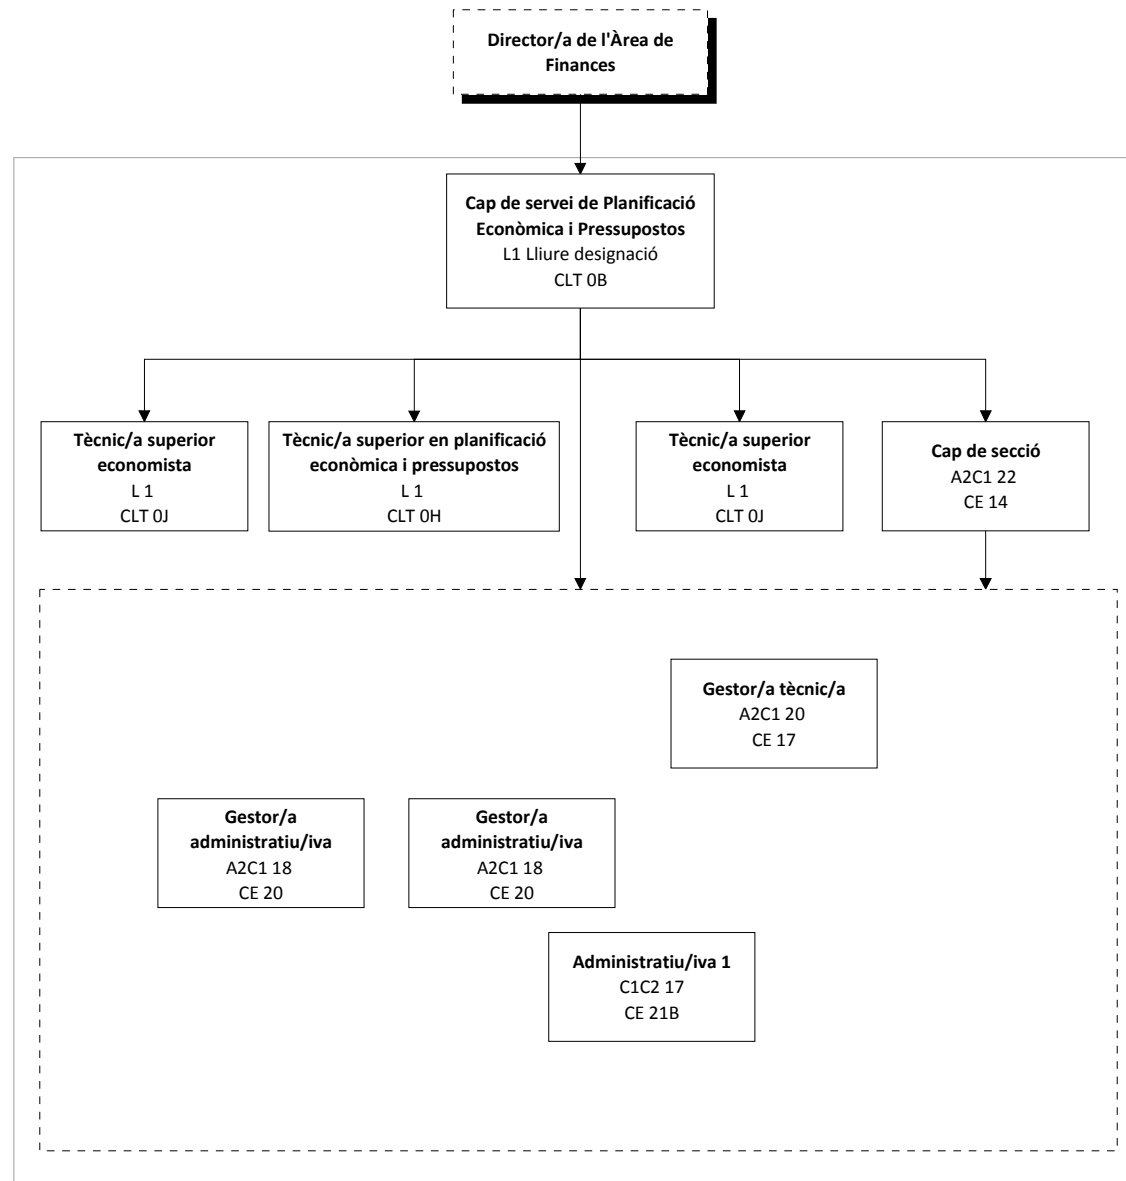 Director/a de l'Àrea de
Finances
Cap de servei de Planificació
Econòmica i Pressupostos
L1 Lliure designació
CLT 0B
Tècnic/a superior
economista
L 1
CLT 0J
Tècnic/a superior en planificació
econòmica i pressupostos
L 1
CLT 0H
Tècnic/a superior
economista
L 1
CLT 0J
Cap de secció
A2C1 22
CE 14
Gestor/a tècnic/a
A2C1 20
CE 17
Gestor/a
administratiu/iva
A2C1 18
CE 20
Gestor/a
administratiu/iva
A2C1 18
CE 20
Administratiu/iva 1
C1C2 17
CE 21B